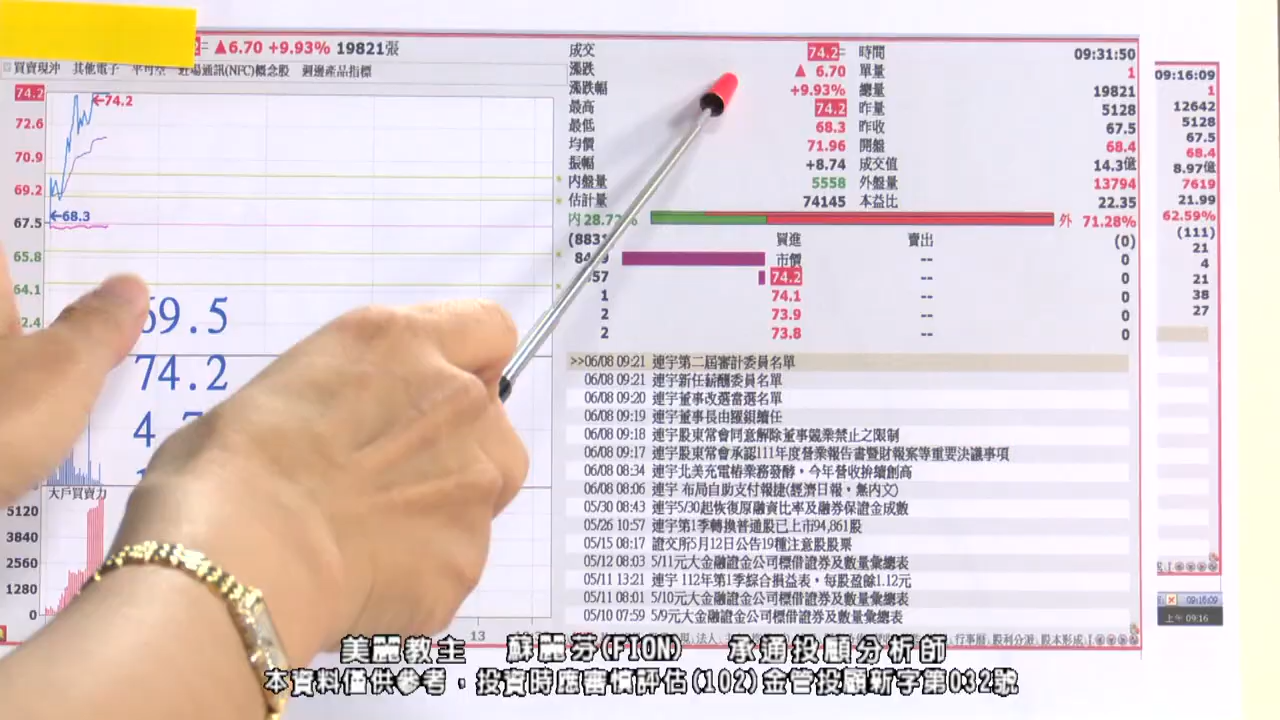 ▲6.70 +9.93% 19821張
買賣現沖 其他電子 平可空 近場通訊(NFC)概念股 週邊產品指標
74.2
72.6
70.9
69.2
67.5
65.8
64.1
←74.2
←68.3
69.5
74.2
大戶買賣力
5120
3840
2560
1280
0
13
成交 74.2 時間 09:31:50
漲跌 ▲ 6.70 單量 1
漲跌幅 +9.93% 總量 19821
最高 74.2 昨量 5128
最低 68.3 昨收 67.5
均價 71.96 開盤 68.4
振幅 +8.74 成交值 14.3億
內盤量 5558 外盤量 13794
估計量 74145 本益比 22.35
外 71.28%
買進 賣出 (0)
市價 -- 0
74.2 -- 0
1 74.1 -- 0
2 73.9 -- 0
2 73.8 -- 0
>>06/08 09:21 連宇第二屆審計委員名單
06/08 09:21 連宇新任薪酬委員名單
06/08 09:20 連宇董事改選當選名單
06/08 09:19 連宇董事長由羅鎖續任
06/08 09:18 連宇股東常會同意解除董事競業禁止之限制
06/08 09:17 連宇股東常會承認111年度營業報告書暨財報案等重要決議事項
06/08 08:34 連宇北美充電樁業務發酵，今年營收拚續創高
06/08 08:06 連宇 布局自助支付報捷(經濟日報，無內文)
05/30 08:43 連宇5/30起恢復原融資比率及融券保證金成數
05/26 10:57 連宇第1季轉換普通股已上市94,861股
05/15 08:17 證交所5月12日公告19種注意股股票
05/12 08:03 5/11元大金融證金公司標借證券及數量彙總表
05/11 13:21 連宇 112年第1季綜合損益表，每股盈餘1.12元
05/11 08:01 5/10元大金融證金公司標借證券及數量彙總表
05/10 07:59 5/9元大金融證金公司標借證券及數量彙總表
09:16:09
1
12642
5128
67.5
68.4
8.97億
7619
21.99
62.59%
(111)
21
4
21
38
27
09:16:09
上午 09:16
美麗教主 蘇麗芬(FION) 承通投顧分析師
本資料僅供參考，投資時應審慎評估(102)金管投顧新字第032號